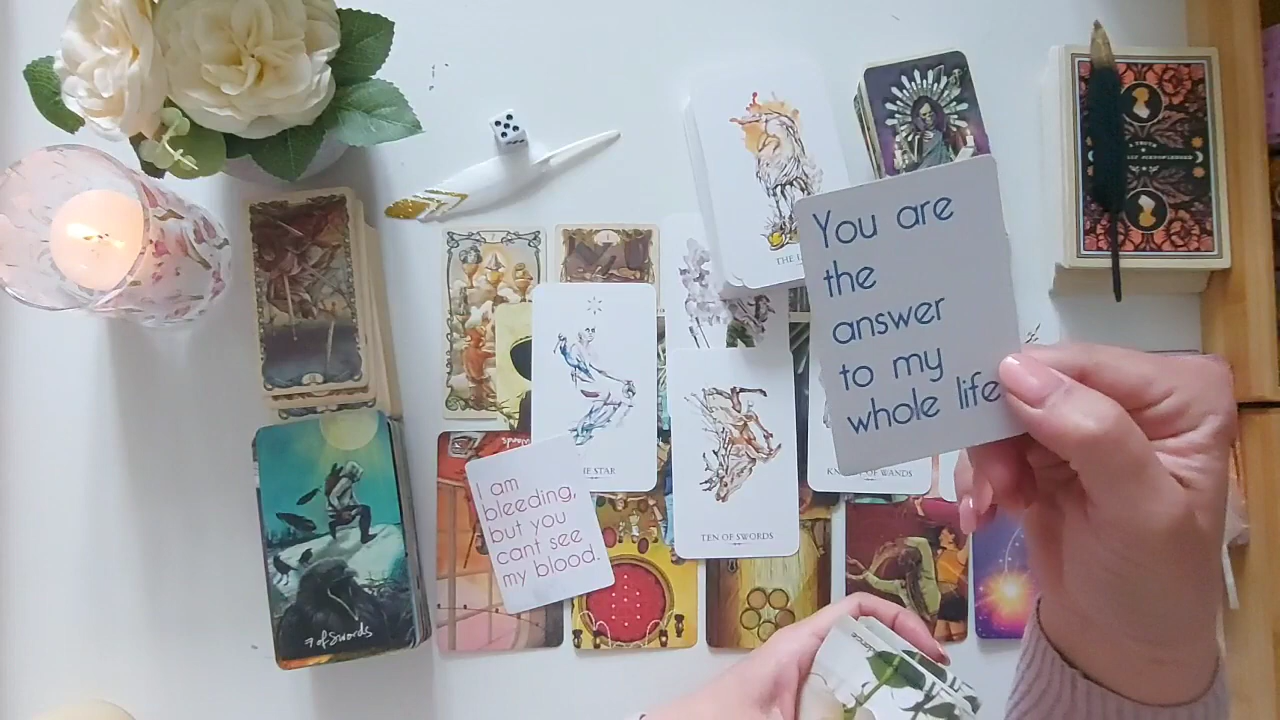 You are
the
answer
to my
whole life
I am
bleeding,
but you
cant see
my blood.
TEN OF SWORDS
OF WANDS
STAR
7 of Swords
THE